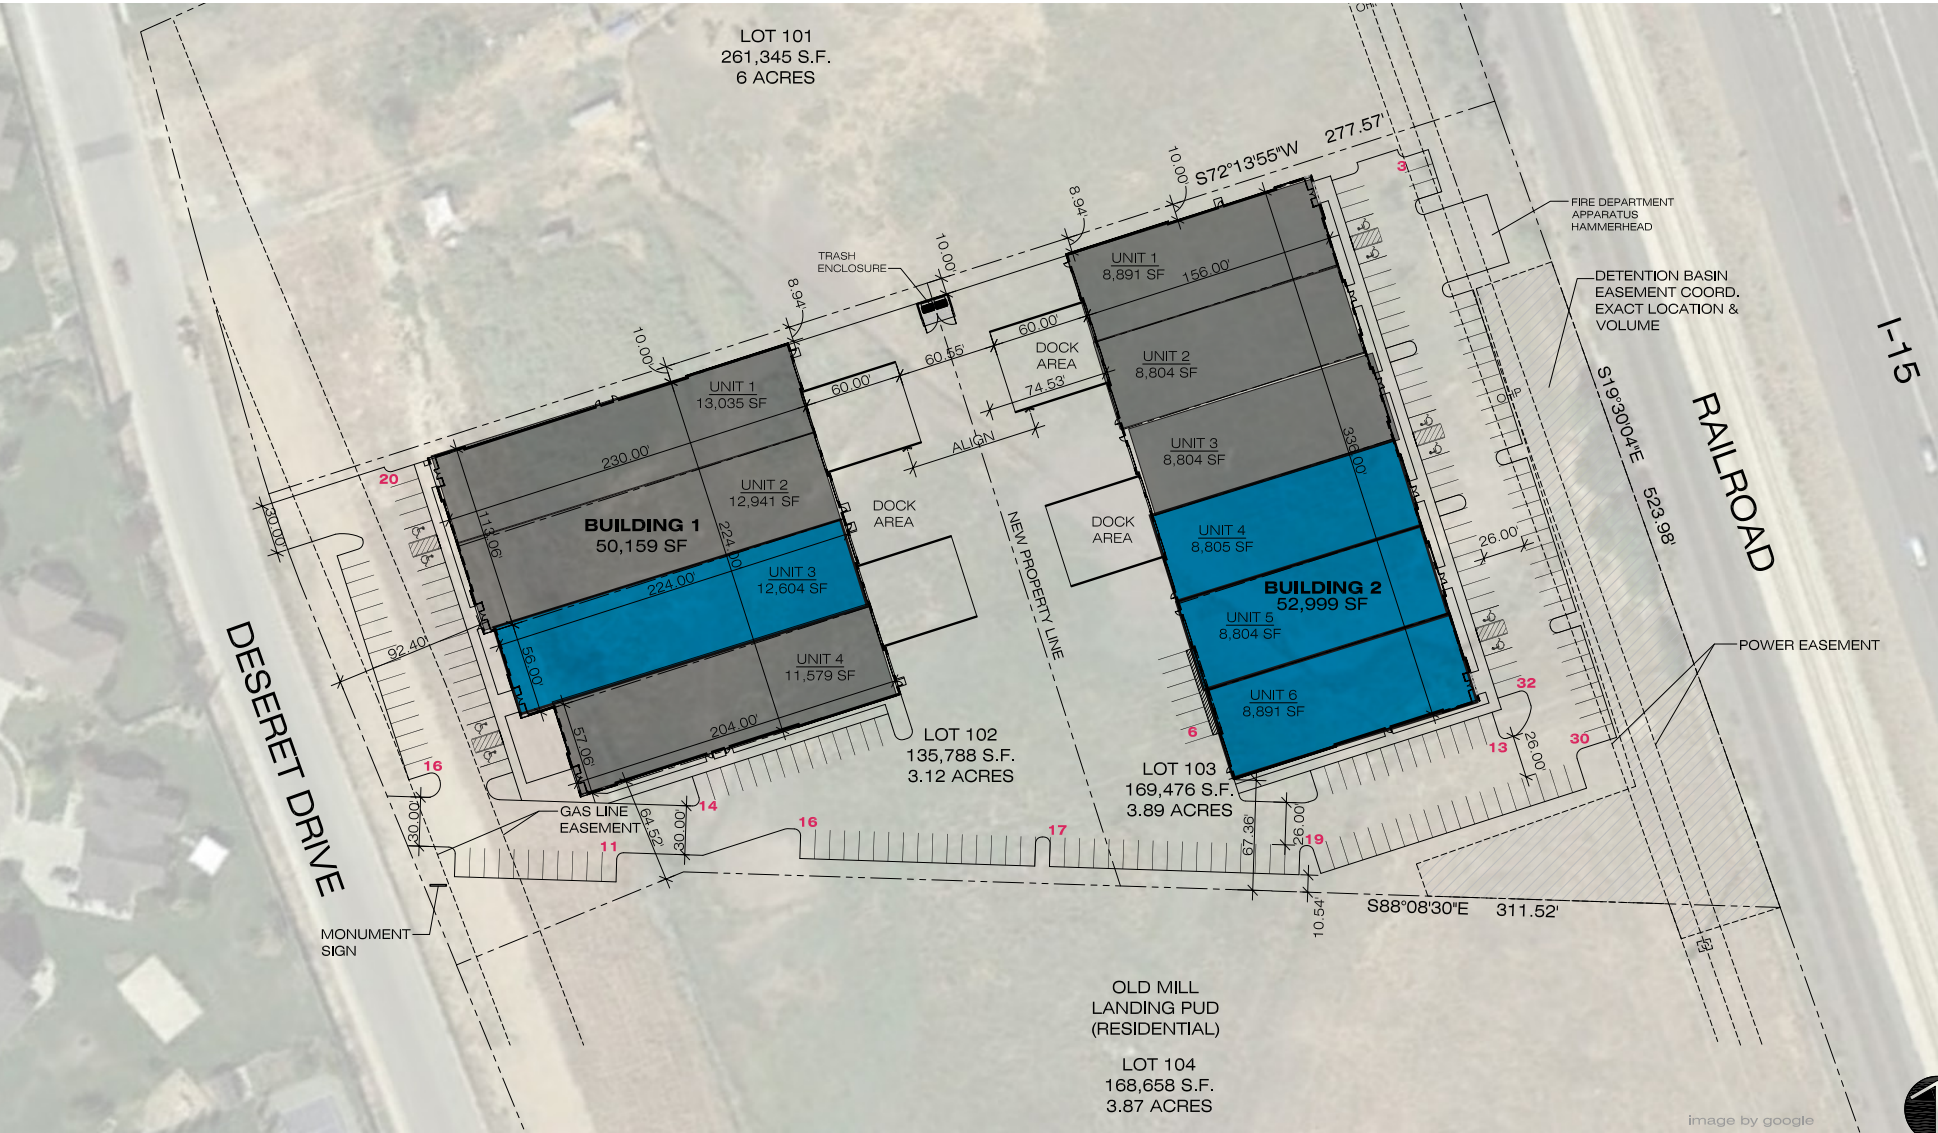 LOT 101
261,345 S.F.
6 ACRES
S72°13'55"W
277.57'
3
10.00'
8.94'
FIRE DEPARTMENT
APPARATUS
HAMMERHEAD
TRASH
ENCLOSURE
10.00'
DETENTION BASIN
EASEMENT COORD.
EXACT LOCATION &
VOLUME
I-15
8.94'
10.00'
UNIT 1
8,891 SF
156.00'
60.00'
60.55'
60.00'
DOCK
AREA
74.53'
UNIT 2
8,804 SF
UNIT 1
13,035 SF
S19°30'04"E
523.98'
OHP
RAILROAD
ALIGN
UNIT 3
8,804 SF
336.00'
230.00'
20
UNIT 2
12,941 SF
DOCK
AREA
BUILDING 1
50,159 SF
30.00'
113.06'
224.00'
NEW PROPERTY LINE
DOCK
AREA
UNIT 4
8,805 SF
26.00'
UNIT 3
12,604 SF
224.00'
BUILDING 2
52,999 SF
UNIT 5
8,804 SF
92.40'
56.00'
UNIT 4
11,579 SF
POWER EASEMENT
DESERET DRIVE
UNIT 6
8,891 SF
32
204.00'
57.06'
6
13
30
26.00'
LOT 102
135,788 S.F.
3.12 ACRES
LOT 103
169,476 S.F.
3.89 ACRES
16
14
GAS LINE
EASEMENT
30.00'
64.52'
30.00'
11
16
17
67.36'
26.00'
19
10.54'
S88°08'30"E
311.52'
MONUMENT
SIGN
OLD MILL
LANDING PUD
(RESIDENTIAL)
LOT 104
168,658 S.F.
3.87 ACRES
image by google